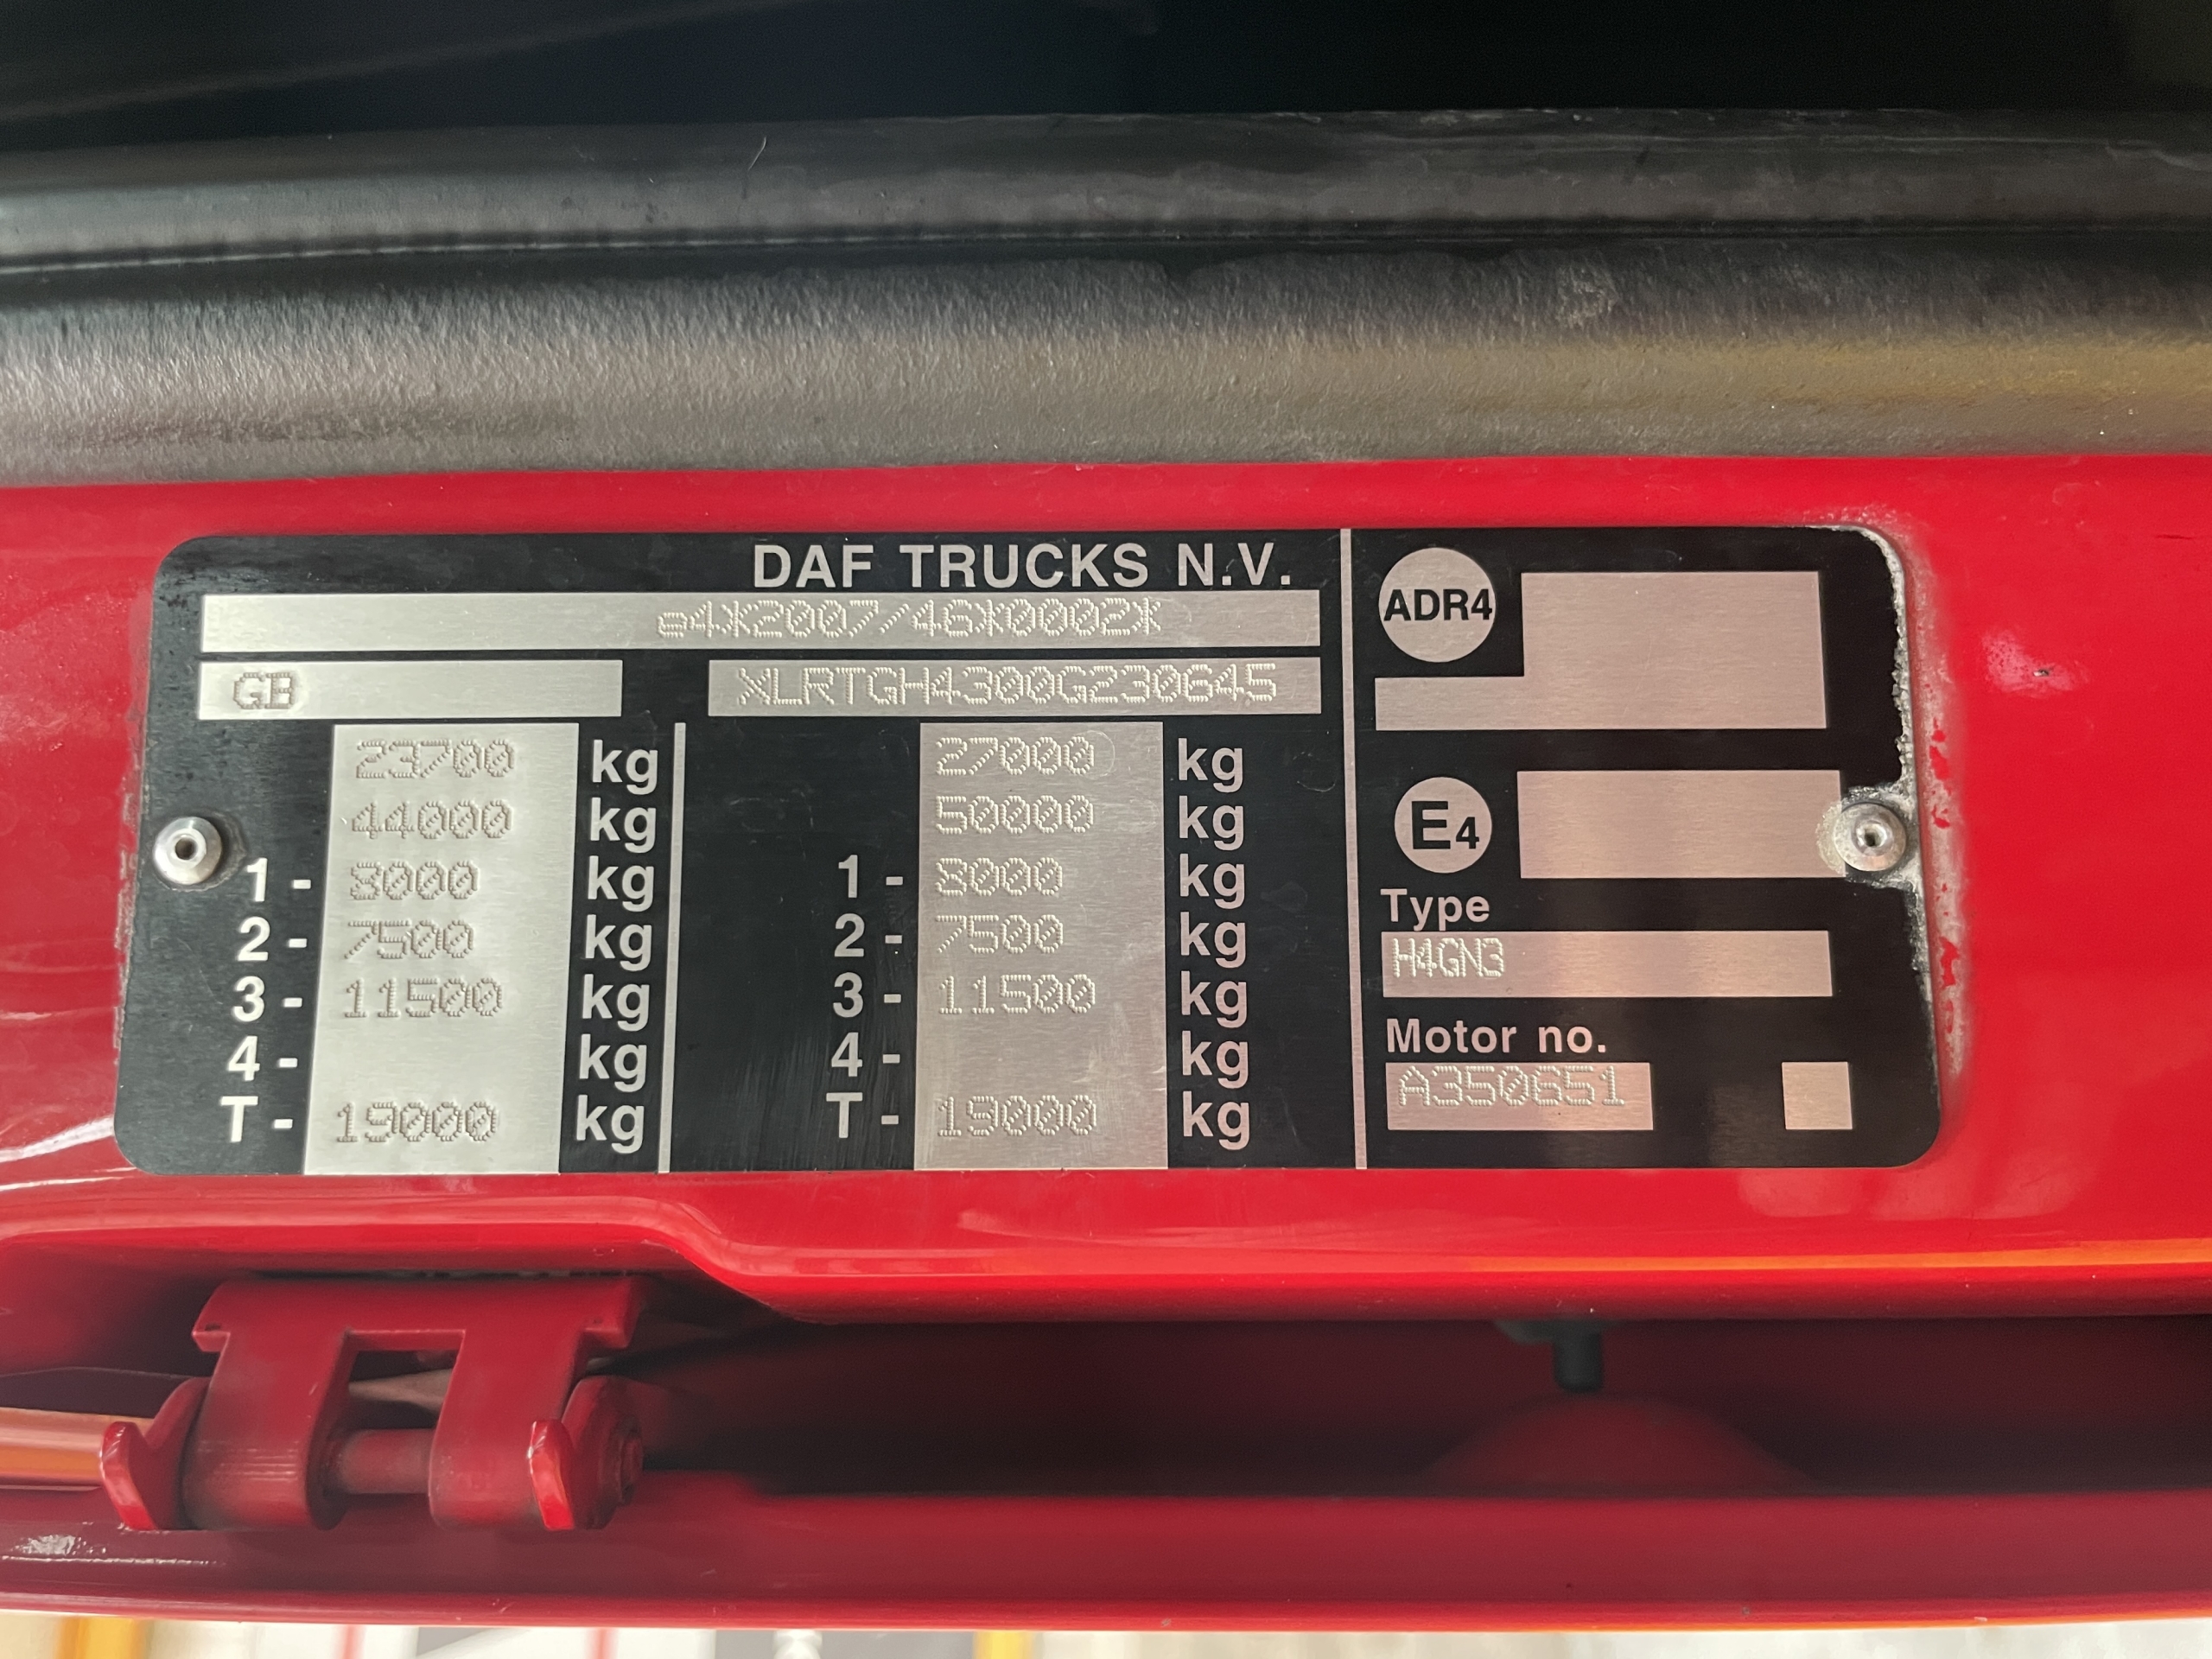 DAF TRUCKS N.V.
e4*2007/46*0002*
GB XLRTGH4300G230645
23700 kg 27000 kg
44000 kg 50000 kg
1 - 8000 kg 1 - 8000 kg
2 - 7500 kg 2 - 7500 kg
3 - 11500 kg 3 - 11500 kg
4 - kg 4 - kg
T - 19000 kg T - 19000 kg
ADR4
E4
Type
H4GN3
Motor no.
A350651